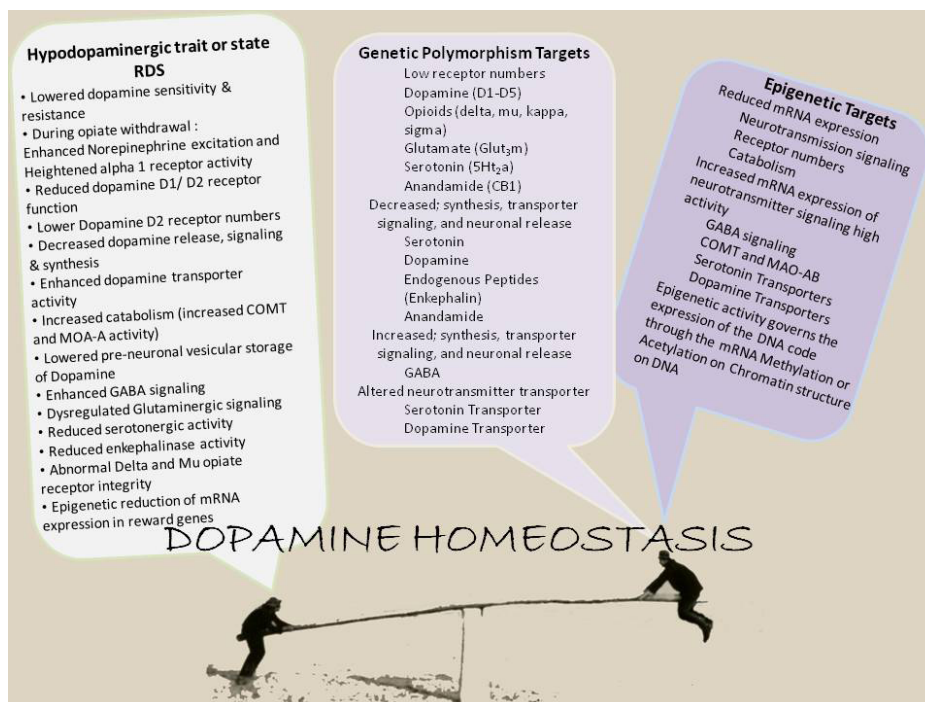 Hypodopaminergic trait or state
RDS
• Lowered dopamine sensitivity &
resistance
• During opiate withdrawal :
Enhanced Norepinephrine excitation and
Heightened alpha 1 receptor activity
• Reduced dopamine D1/ D2 receptor
function
• Lower Dopamine D2 receptor numbers
• Decreased dopamine release, signaling
& synthesis
• Enhanced dopamine transporter
activity
• Increased catabolism (increased COMT
and MOA-A activity)
• Lowered pre-neuronal vesicular storage
of Dopamine
• Enhanced GABA signaling
• Dysregulated Glutaminergic signaling
• Reduced serotonergic activity
• Reduced enkephalinase activity
• Abnormal Delta and Mu opiate
receptor integrity
• Epigenetic reduction of mRNA
expression in reward genes
Genetic Polymorphism Targets
Low receptor numbers
Dopamine (D1-D5)
Opioids (delta, mu, kappa,
sigma)
Glutamate (Glut₃m)
Serotonin (5Ht₂a)
Anandamide (CB1)
Decreased; synthesis, transporter
signaling, and neuronal release
Serotonin
Dopamine
Endogenous Peptides
(Enkephalin)
Anandamide
Increased; synthesis, transporter
signaling, and neuronal release
GABA
Altered neurotransmitter transporter
Serotonin Transporter
Dopamine Transporter
Epigenetic Targets
Reduced mRNA expression
Neurotransmission signaling
Receptor numbers
Catabolism
Increased mRNA expression of
neurotransmitter signaling high
activity
GABA signaling
COMT and MAO-AB
Serotonin Transporters
Dopamine Transporters
Epigenetic activity governs the
expression of the DNA code
through the mRNA Methylation or
Acetylation on Chromatin structure
on DNA
DOPAMINE HOMEOSTASIS